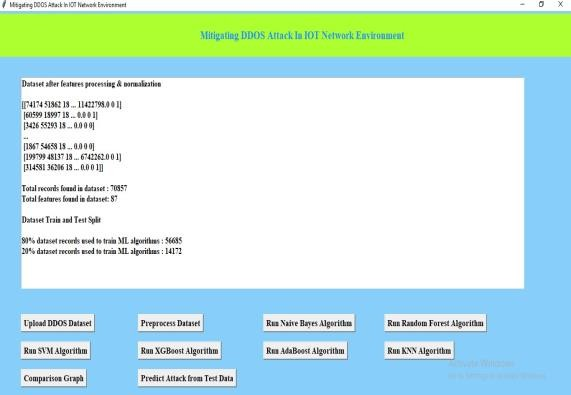 Mitigating DDOS Attack In IOT Network Environment
Mitigating DDOS Attack In IOT Network Environment
Dataset after features processing & normalization
[[74174 51862 18 ... 11422798.0 0 1]
[60599 18997 18 ... 0.0 0 1]
[3426 55293 18 ... 0.0 0 0]
...
[1867 54658 18 ... 0.0 0 0]
[199799 48137 18 ... 6742262.0 0 1]
[314581 36206 18 ... 0.0 0 1]]
Total records found in dataset : 70857
Total features found in dataset: 87
Dataset Train and Test Split
80% dataset records used to train ML algorithms : 56685
20% dataset records used to train ML algorithms : 14172
Upload DDOS Dataset Preprocess Dataset Run Naive Bayes Algorithm Run Random Forest Algorithm
Run SVM Algorithm Run XGBoost Algorithm Run AdaBoost Algorithm Run KNN Algorithm
Activate Windows
Go to Settings to activate Windows.
Comparison Graph Predict Attack from Test Data